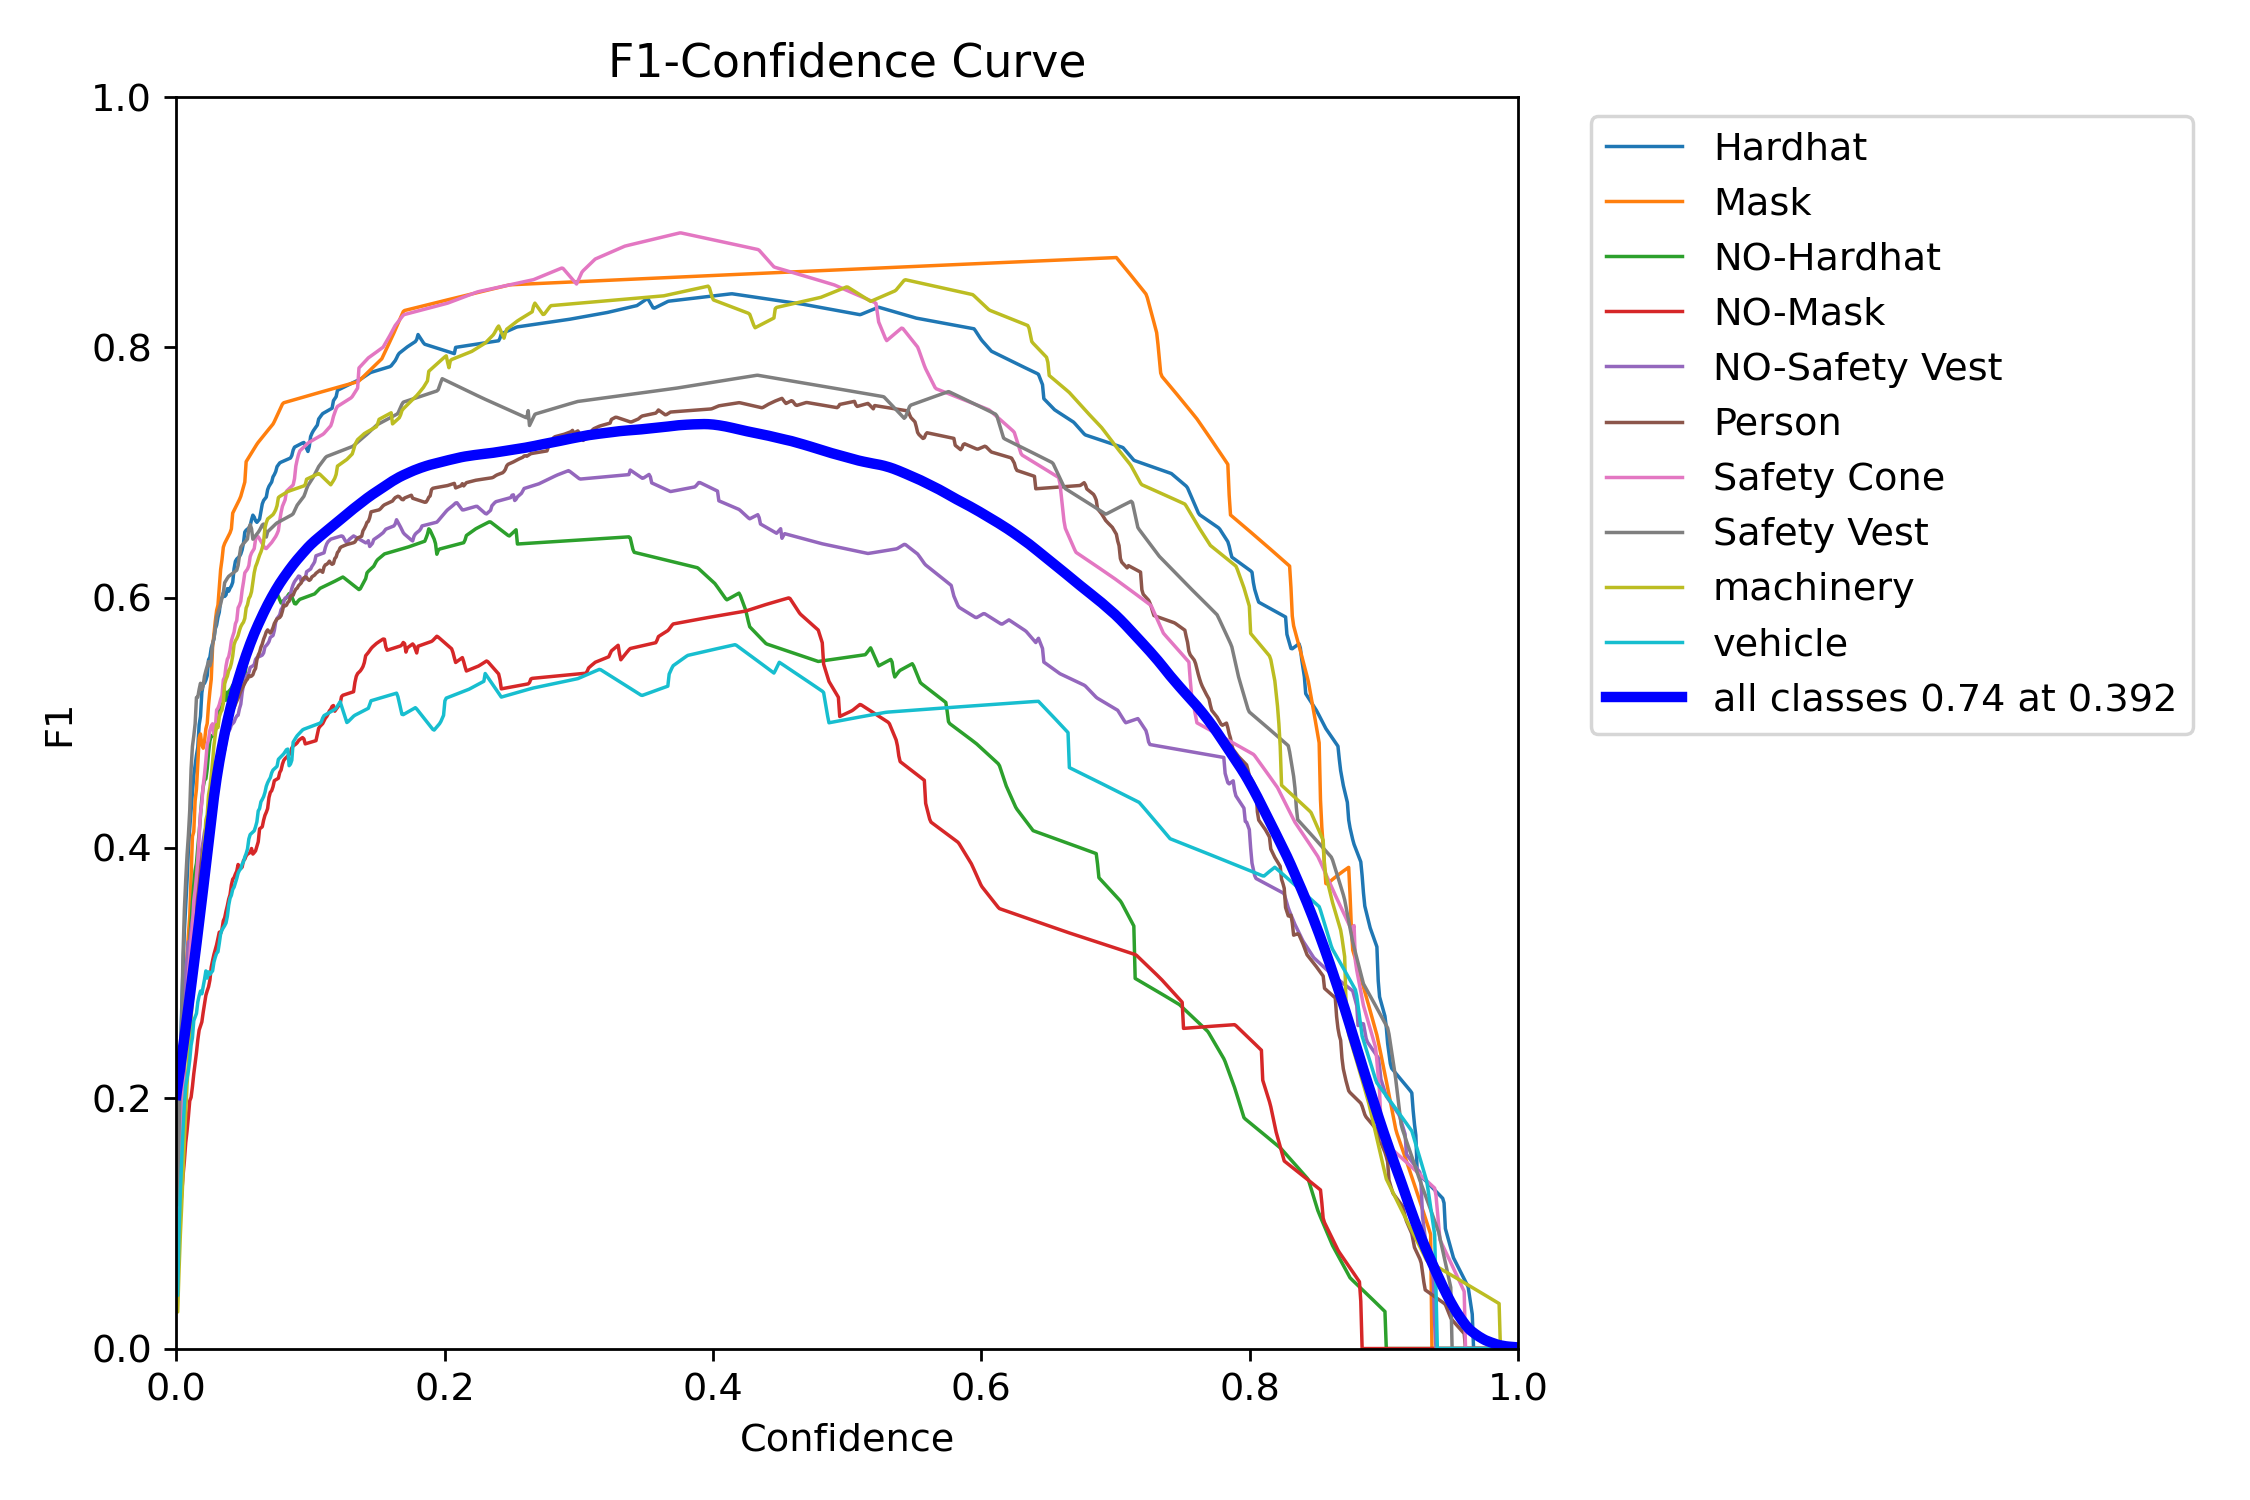 F1-Confidence Curve
1.0
0.8
0.6
0.4
0.2
0.0
F1
0.0 0.2 0.4 0.6 0.8 1.0
Confidence
Hardhat
Mask
NO-Hardhat
NO-Mask
NO-Safety Vest
Person
Safety Cone
Safety Vest
machinery
vehicle
all classes 0.74 at 0.392